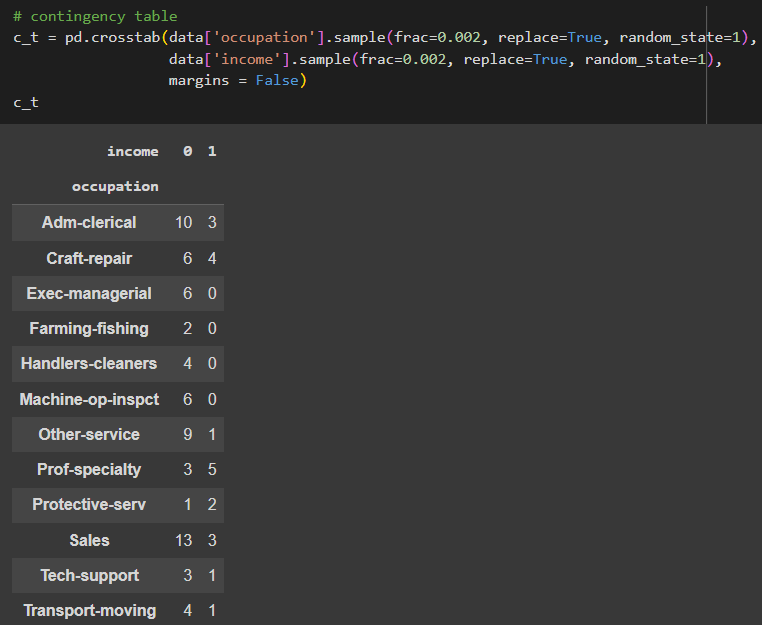 # contingency table
c_t = pd.crosstab(data['occupation'].sample(frac=0.002, replace=True, random_state=1),
data['income'].sample(frac=0.002, replace=True, random_state=1),
margins = False)
c_t
income 0 1
occupation
Adm-clerical 10 3
Craft-repair 6 4
Exec-managerial 6 0
Farming-fishing 2 0
Handlers-cleaners 4 0
Machine-op-inspct 6 0
Other-service 9 1
Prof-specialty 3 5
Protective-serv 1 2
Sales 13 3
Tech-support 3 1
Transport-moving 4 1